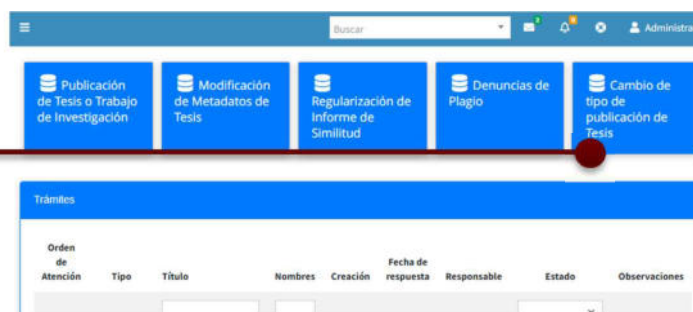 Buscar
3
Administra
Publicación
de Tesis o Trabajo
de Investigación
Modificación
de Metadatos de
Tesis
Regularización de
Informe de
Similitud
Denuncias de
Plagio
Cambio de
tipo de
publicación de
Tesis
Trámites
Orden
de
Atención
Tipo
Título
Nombres
Creación
Fecha de
respuesta
Responsable
Estado
Observaciones